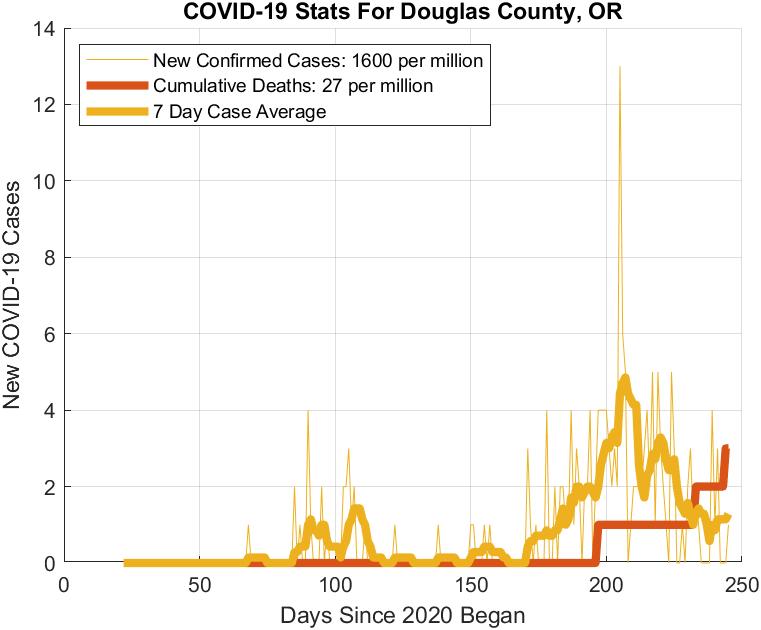 COVID-19 Stats For Douglas County, OR
New Confirmed Cases: 1600 per million
Cumulative Deaths: 27 per million
7 Day Case Average
New COVID-19 Cases
14
12
10
8
6
4
2
0
0 50 100 150 200 250
Days Since 2020 Began